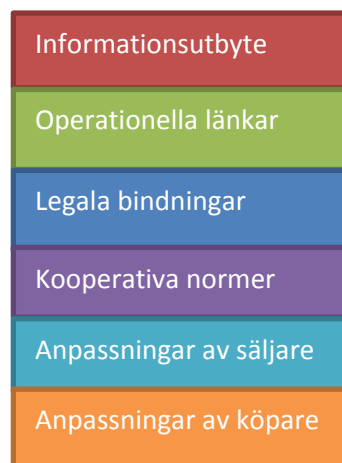 Informationsutbyte
Operationella länkar
Legala bindningar
Kooperativa normer
Anpassningar av säljare
Anpassningar av köpare